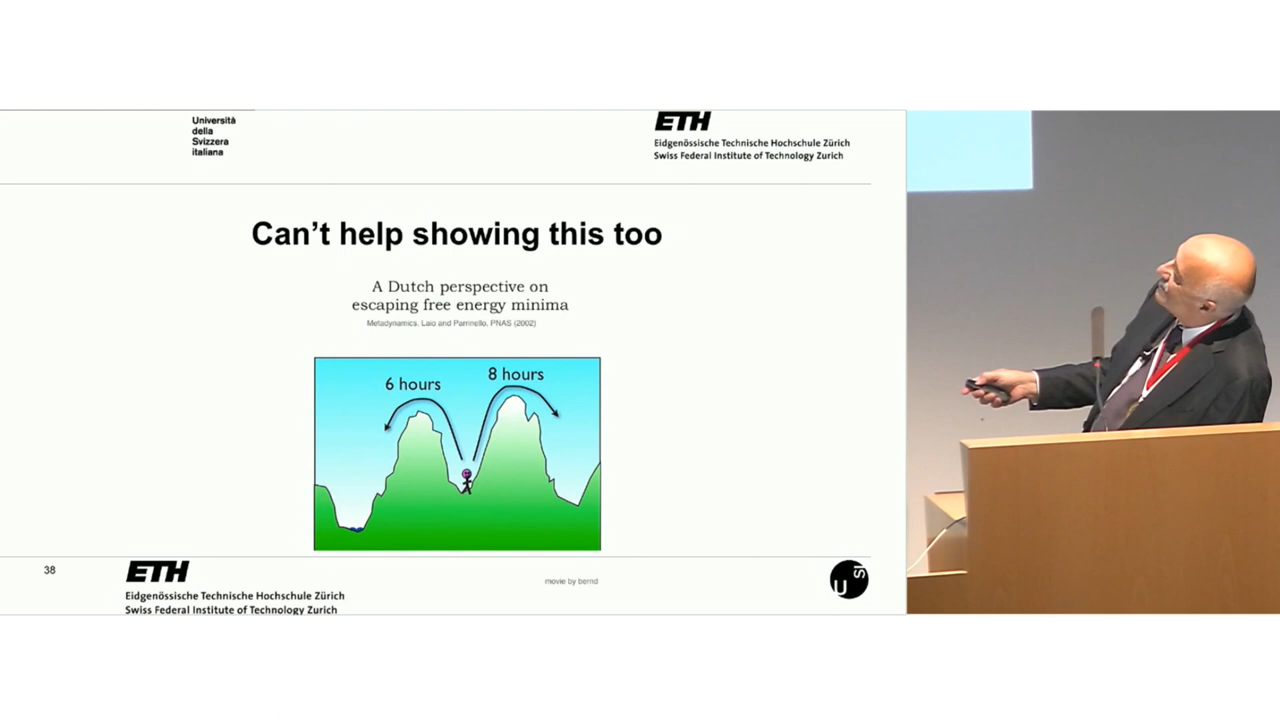 Università
della
Svizzera
italiana
ETH
Eidgenössische Technische Hochschule Zürich
Swiss Federal Institute of Technology Zurich
Can't help showing this too
A Dutch perspective on
escaping free energy minima
Metadynamics. Laio and Parrinello. PNAS (2002)
6 hours
8 hours
38
ETH
Eidgenössische Technische Hochschule Zürich
Swiss Federal Institute of Technology Zurich
movie by bernd
U SI